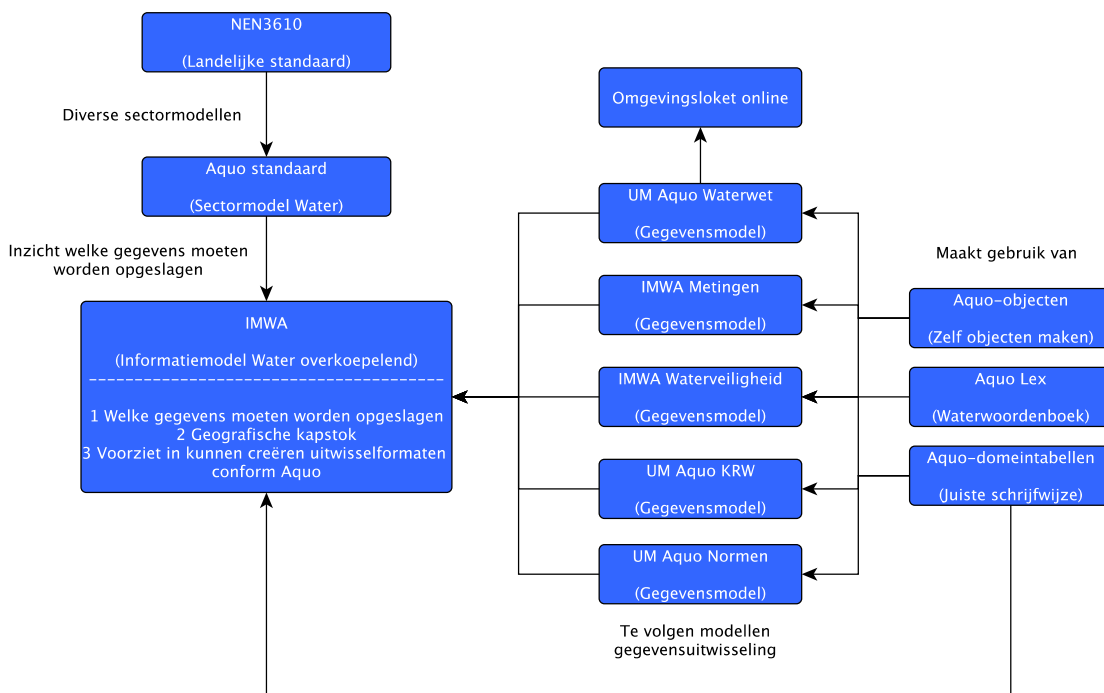 NEN3610
(Landelijke standaard)
Diverse sectormodellen
Aquo standaard
(Sectormodel Water)
Inzicht welke gegevens moeten
worden opgeslagen
IMWA
(Informatiemodel Water overkoepelend)
----------------------------------------
1 Welke gegevens moeten worden opgeslagen
2 Geografische kapstok
3 Voorziet in kunnen creëren uitwisselformaten
conform Aquo
Omgevingsloket online
UM Aquo Waterwet
(Gegevensmodel)
IMWA Metingen
(Gegevensmodel)
IMWA Waterveiligheid
(Gegevensmodel)
UM Aquo KRW
(Gegevensmodel)
UM Aquo Normen
(Gegevensmodel)
Te volgen modellen
gegevensuitwisseling
Maakt gebruik van
Aquo-objecten
(Zelf objecten maken)
Aquo Lex
(Waterwoordenboek)
Aquo-domeintabellen
(Juiste schrijfwijze)